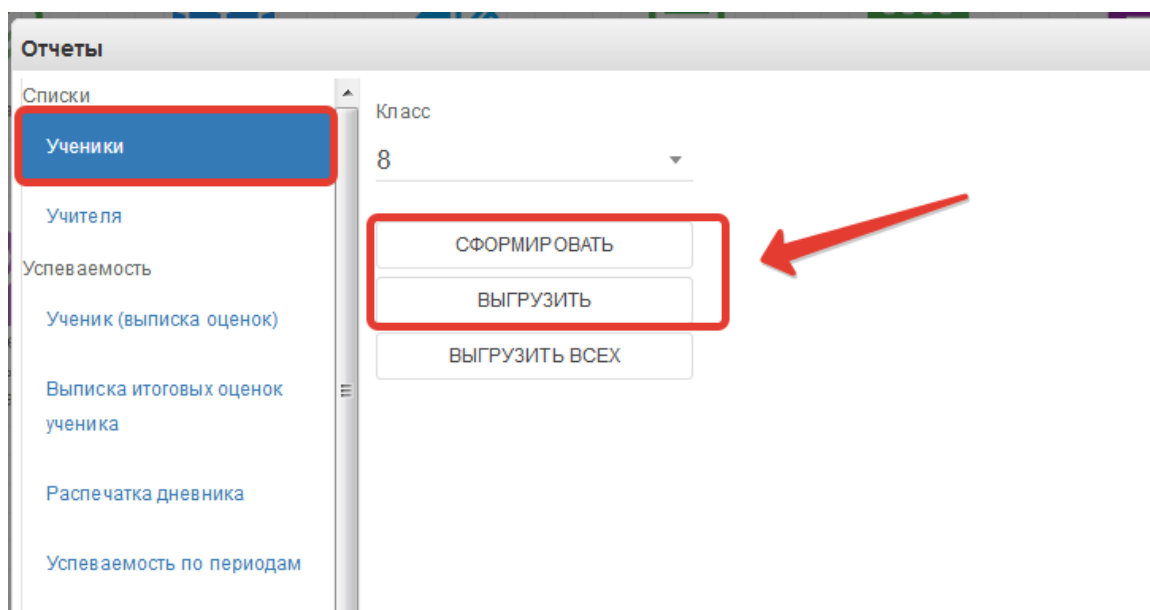 Отчеты
Списки
Ученики
Учителя
Успеваемость
Ученик (выписка оценок)
Выписка итоговых оценок
ученика
Распечатка дневника
Успеваемость по периодам
Класс
8
СФОРМИРОВАТЬ
ВЫГРУЗИТЬ
ВЫГРУЗИТЬ ВСЕХ